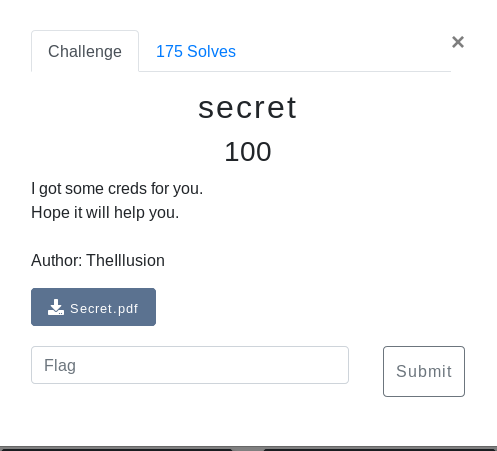 Challenge
175 Solves
×
secret
100
I got some creds for you.
Hope it will help you.
Author: TheIllusion
Secret.pdf
Flag
Submit